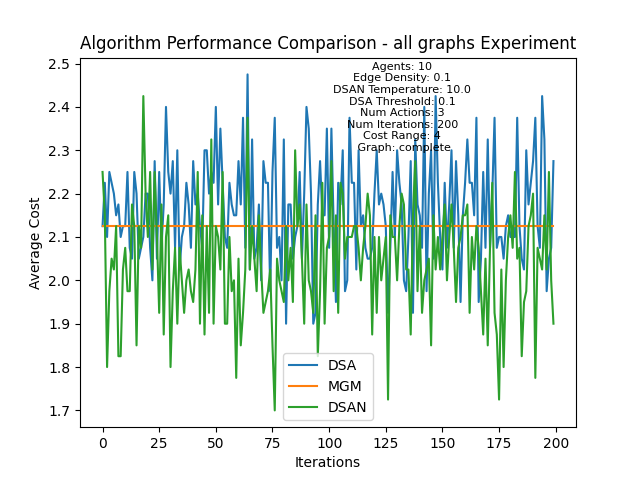 Algorithm Performance Comparison - all graphs Experiment
2.5
2.4
2.3
2.2
2.1
2.0
1.9
1.8
1.7
Average Cost
Agents: 10
Edge Density: 0.1
DSAN Temperature: 10.0
DSA Threshold: 0.1
Num Actions: 3
Num Iterations: 200
Cost Range: 4
Graph: complete
DSA
MGM
DSAN
0 25 50 75 100 125 150 175 200
Iterations